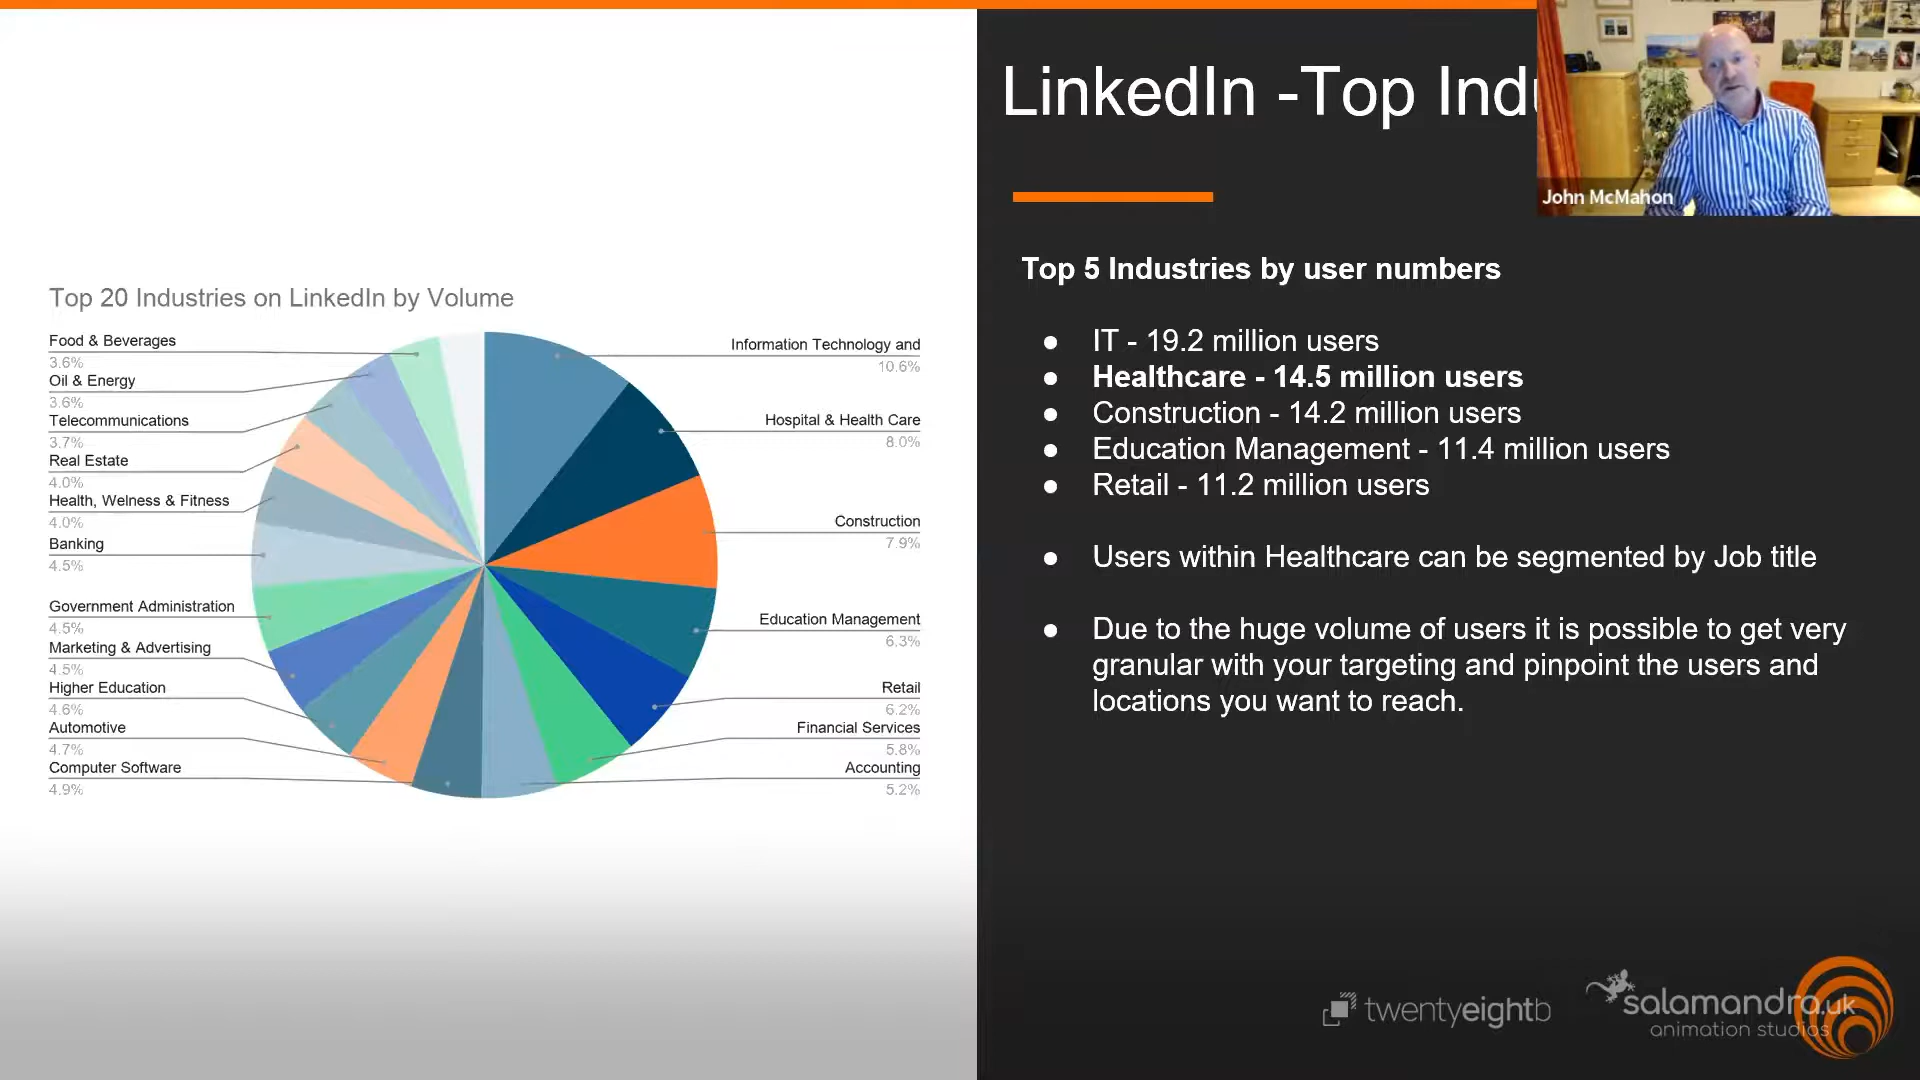 LinkedIn -Top Indu
John McMahon
Top 20 Industries on LinkedIn by Volume
Food & Beverages
3.6%
Oil & Energy
3.6%
Telecommunications
3.7%
Real Estate
4.0%
Health, Welness & Fitness
4.0%
Banking
4.5%
Government Administration
4.5%
Marketing & Advertising
4.5%
Higher Education
4.6%
Automotive
4.7%
Computer Software
4.9%
Information Technology and
10.6%
Hospital & Health Care
8.0%
Construction
7.9%
Education Management
6.3%
Retail
6.2%
Financial Services
5.8%
Accounting
5.2%
Top 5 Industries by user numbers
● IT - 19.2 million users
● Healthcare - 14.5 million users
● Construction - 14.2 million users
● Education Management - 11.4 million users
● Retail - 11.2 million users
● Users within Healthcare can be segmented by Job title
● Due to the huge volume of users it is possible to get very
granular with your targeting and pinpoint the users and
locations you want to reach.
twentyeightb
salamandra.uk
animation studios